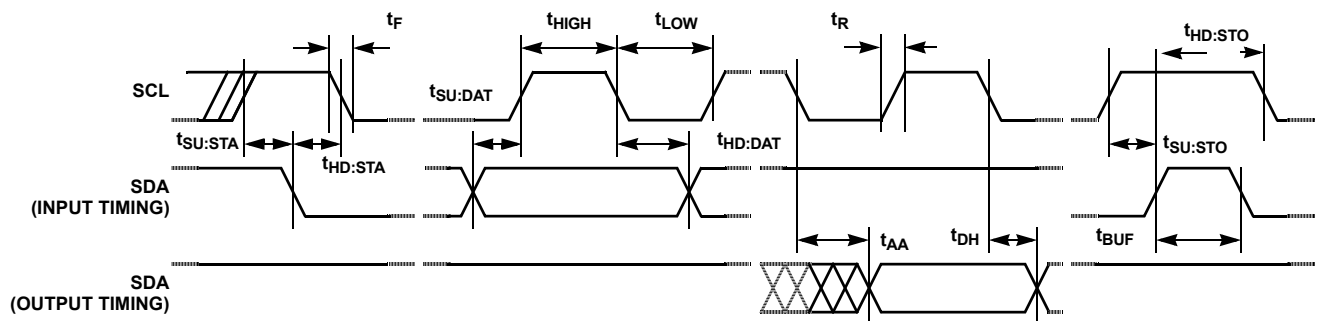 tF
tHIGH
tLOW
tR
tHD:STO
SCL
tSU:DAT
tSU:STA
tHD:STA
tHD:DAT
tSU:STO
SDA
(INPUT TIMING)
tAA
tDH
tBUF
SDA
(OUTPUT TIMING)